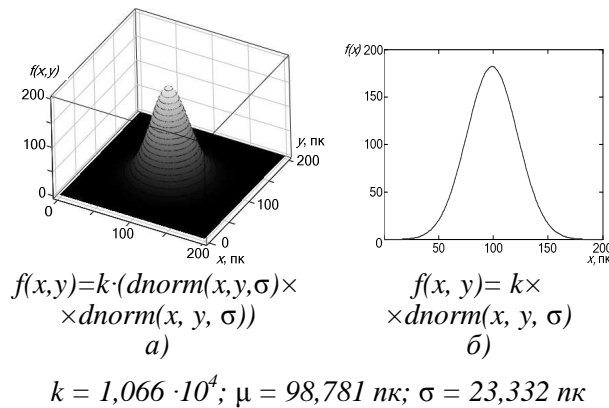 f(x,y)
200
100
0
0
100
200
x, пк
0
100
200
y, пк
f(x)
200
150
100
50
0
50
100
150
200
x, пк
f(x,y)=k·(dnorm(x,y,σ)×
×dnorm(x, y, σ))
а)
f(x, y)= k×
×dnorm(x, y, σ)
б)
k = 1,066 ·10⁴; μ = 98,781 пк; σ = 23,332 пк